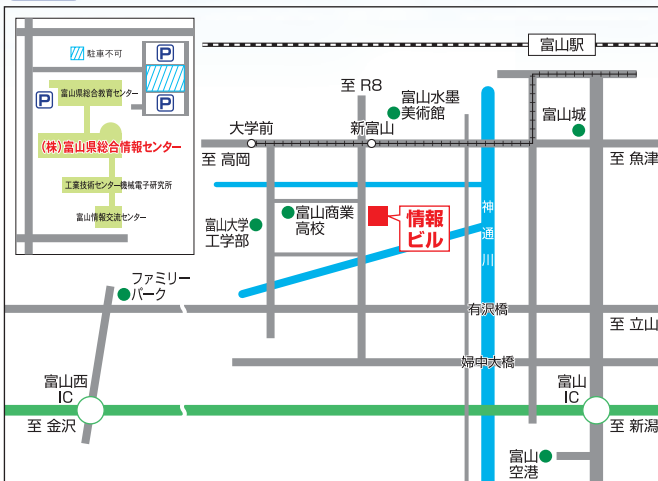 駐車不可
P
P
P
富山県総合教育センター
(株)富山県総合情報センター
工業技術センター機械電子研究所
富山情報交流センター
富山駅
至 R8
富山水墨
美術館
富山城
大学前
新富山
至 高岡
至 魚津
富山大学
工学部
富山商業
高校
情報
ビル
神通川
ファミリー
パーク
有沢橋
至 立山
婦中大橋
富山西
IC
富山
IC
至 金沢
至 新潟
富山
空港